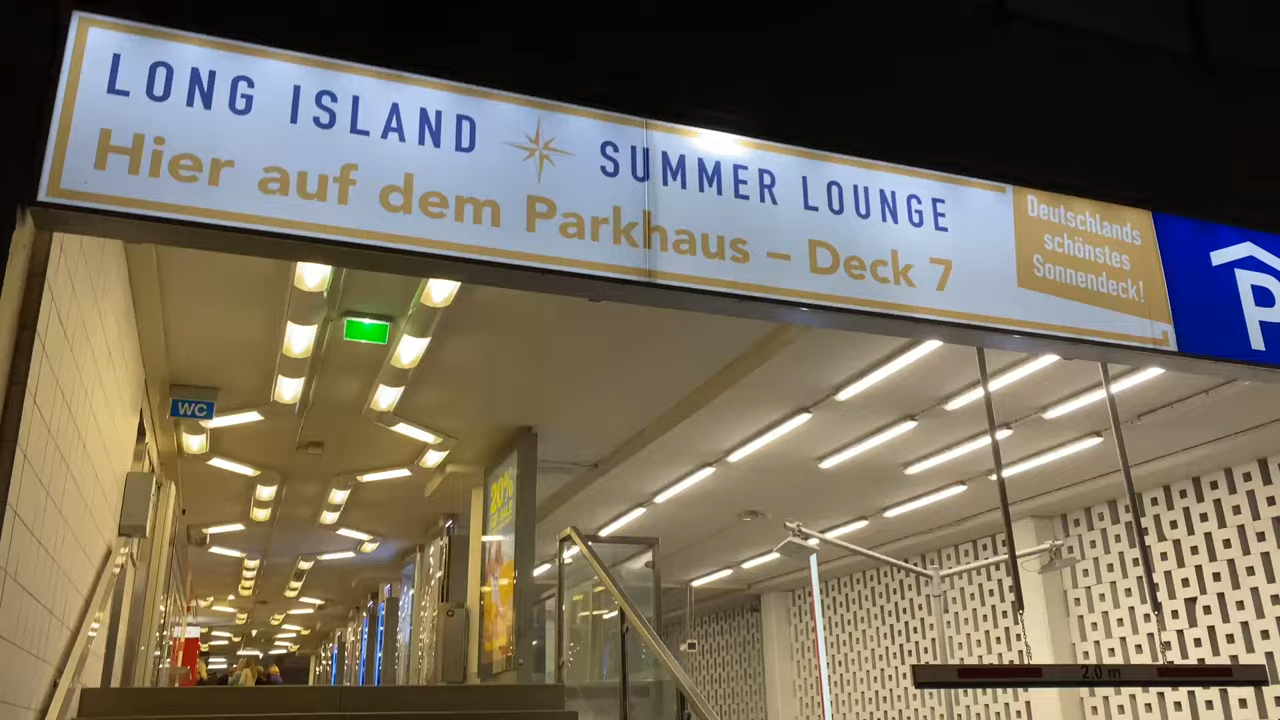 LONG ISLAND SUMMER LOUNGE
Hier auf dem Parkhaus – Deck 7
Deutschlands
schönstes
Sonnendeck!
P
WC
20%
2.0 m